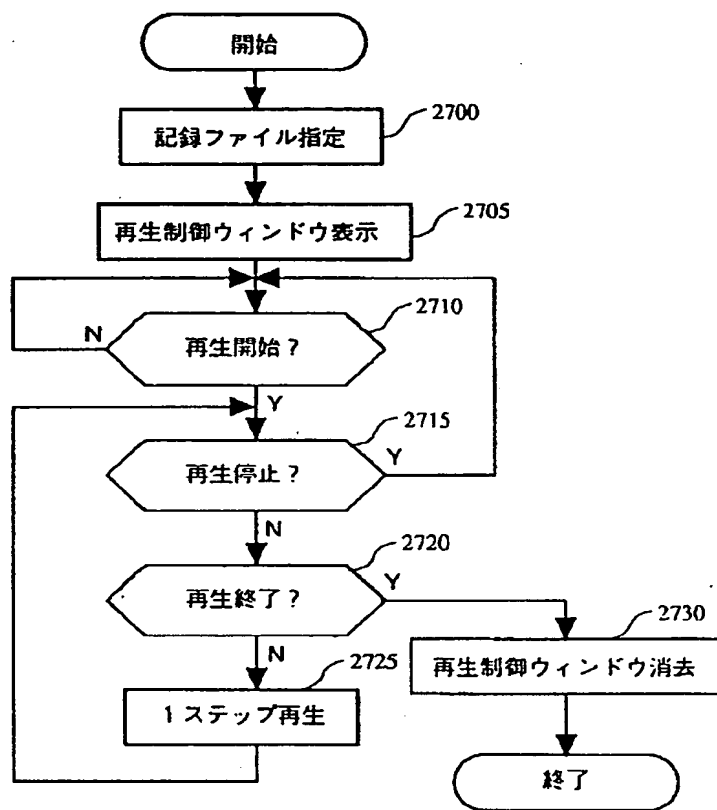 開始
2700
記録ファイル指定
2705
再生制御ウィンドウ表示
2710
N
再生開始?
Y
2715
再生停止?
Y
N
2720
Y
再生終了?
2730
N
2725
再生制御ウィンドウ消去
1ステップ再生
終了